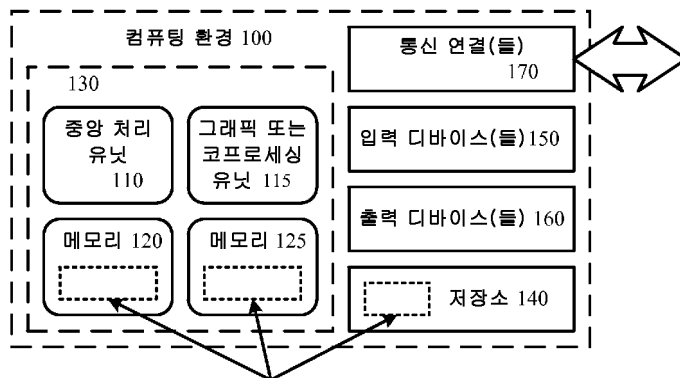 컴퓨팅 환경 100
130
중앙 처리
유닛
110
그래픽 또는
코프로세싱
유닛 115
메모리 120
메모리 125
통신 연결(들)
170
입력 디바이스(들) 150
출력 디바이스(들) 160
저장소 140